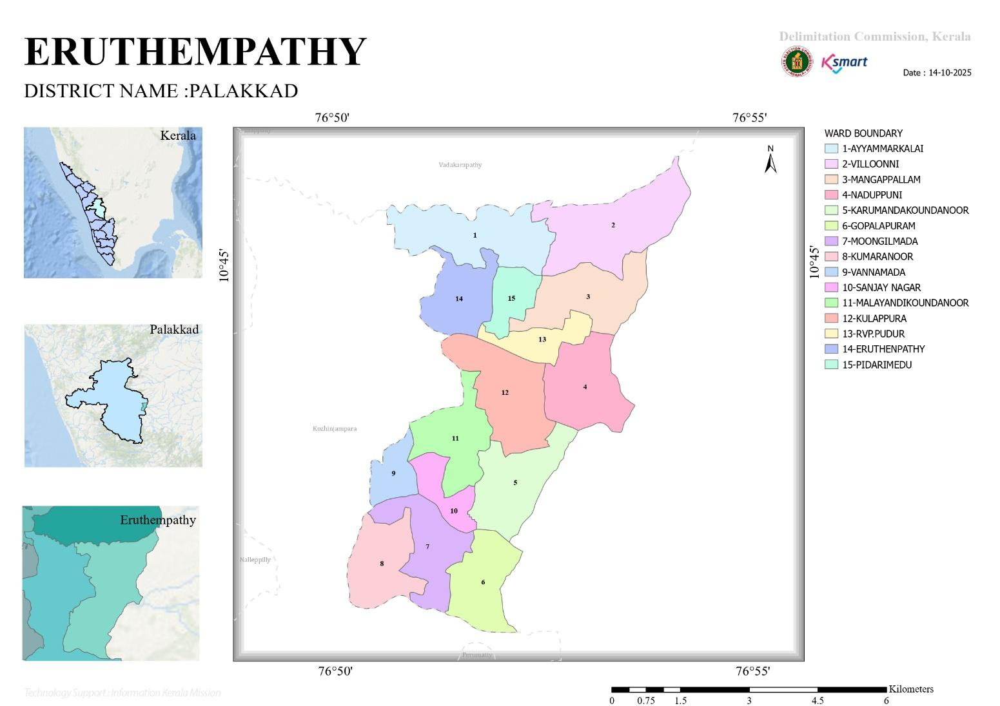 ERUTHEMPATHY
DISTRICT NAME :PALAKKAD
Delimitation Commission, Kerala
STATE ELECTION COMMISSION
KERALA
Ksmart
Date : 14-10-2025
Kerala
Palakkad
Eruthempathy
76°50'
76°55'
10°45'
10°45'
76°50'
76°55'
Vadakarapathy
Kozhinjampara
Nalleppilly
Perumatty
N
1
2
3
4
5
6
7
8
9
10
11
12
13
14
15
WARD BOUNDARY
1-AYYAMMARKALAI
2-VILLOONNI
3-MANGAPPALLAM
4-NADUPPUNI
5-KARUMANDAKOUNDANOOR
6-GOPALAPURAM
7-MOONGILMADA
8-KUMARANOOR
9-VANNAMADA
10-SANJAY NAGAR
11-MALAYANDIKOUNDANOOR
12-KULAPPURA
13-RVP.PUDUR
14-ERUTHENPATHY
15-PIDARIMEDU
Technology Support : Information Kerala Mission
Kilometers
0 0.75 1.5 3 4.5 6